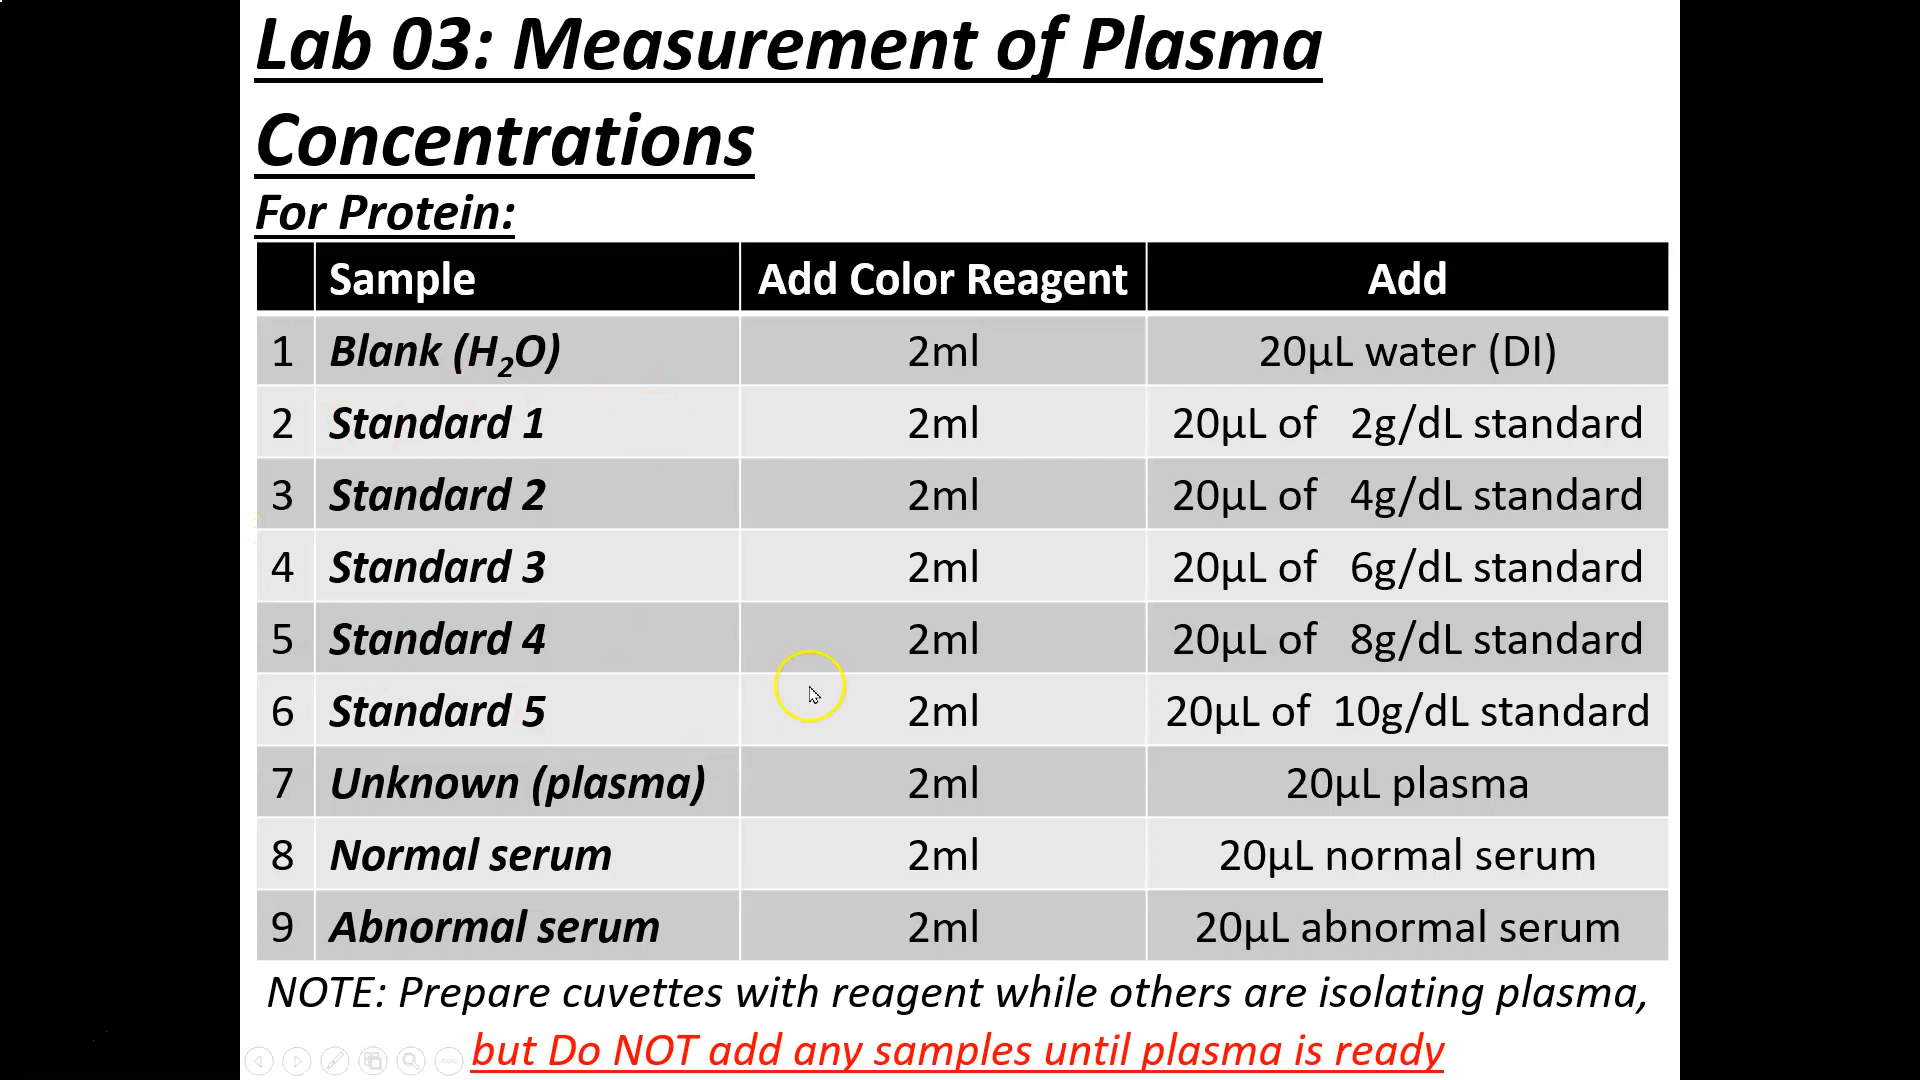 Lab 03: Measurement of Plasma
Concentrations
For Protein:
Sample Add Color Reagent Add
1 Blank (H₂O) 2ml 20µL water (DI)
2 Standard 1 2ml 20µL of 2g/dL standard
3 Standard 2 2ml 20µL of 4g/dL standard
4 Standard 3 2ml 20µL of 6g/dL standard
5 Standard 4 2ml 20µL of 8g/dL standard
6 Standard 5 2ml 20µL of 10g/dL standard
7 Unknown (plasma) 2ml 20µL plasma
8 Normal serum 2ml 20µL normal serum
9 Abnormal serum 2ml 20µL abnormal serum
NOTE: Prepare cuvettes with reagent while others are isolating plasma,
but Do NOT add any samples until plasma is ready